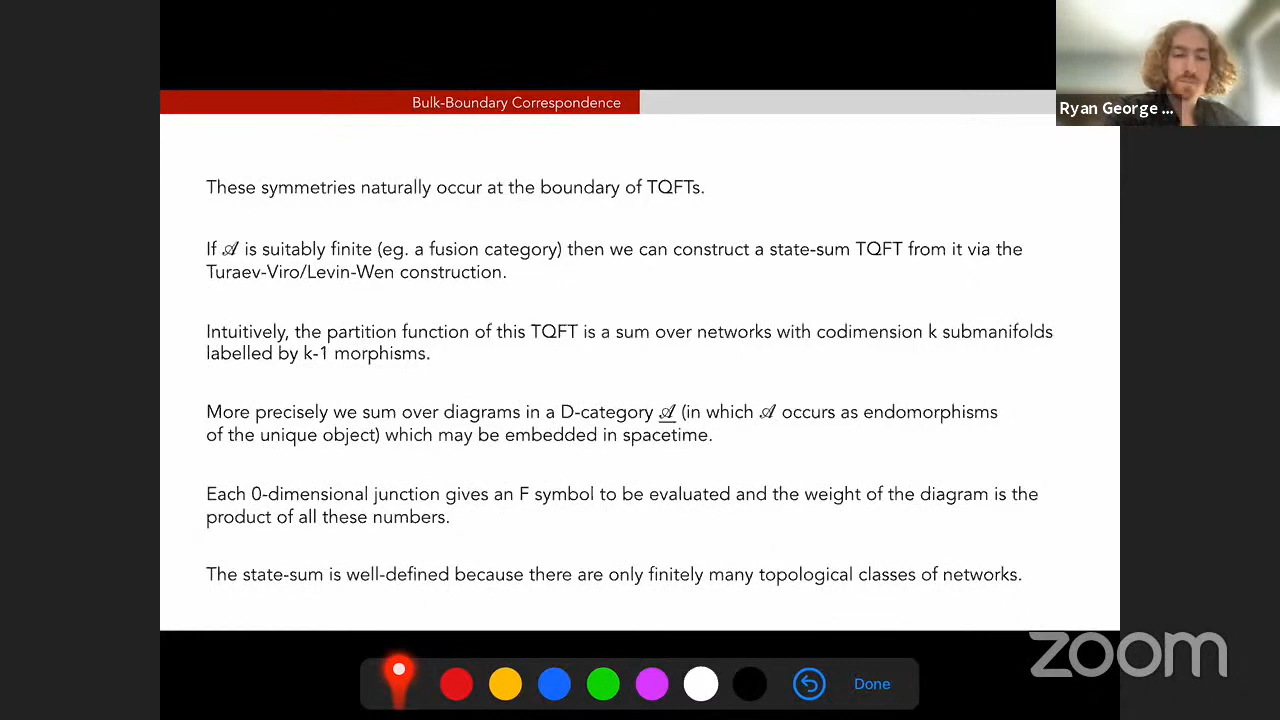 Bulk-Boundary Correspondence
Ryan George ...
These symmetries naturally occur at the boundary of TQFTs.
If 𝒜 is suitably finite (eg. a fusion category) then we can construct a state-sum TQFT from it via the
Turaev-Viro/Levin-Wen construction.
Intuitively, the partition function of this TQFT is a sum over networks with codimension k submanifolds
labelled by k-1 morphisms.
More precisely we sum over diagrams in a D-category 𝒜 (in which 𝒜 occurs as endomorphisms
of the unique object) which may be embedded in spacetime.
Each 0-dimensional junction gives an F symbol to be evaluated and the weight of the diagram is the
product of all these numbers.
The state-sum is well-defined because there are only finitely many topological classes of networks.
zoom
Done